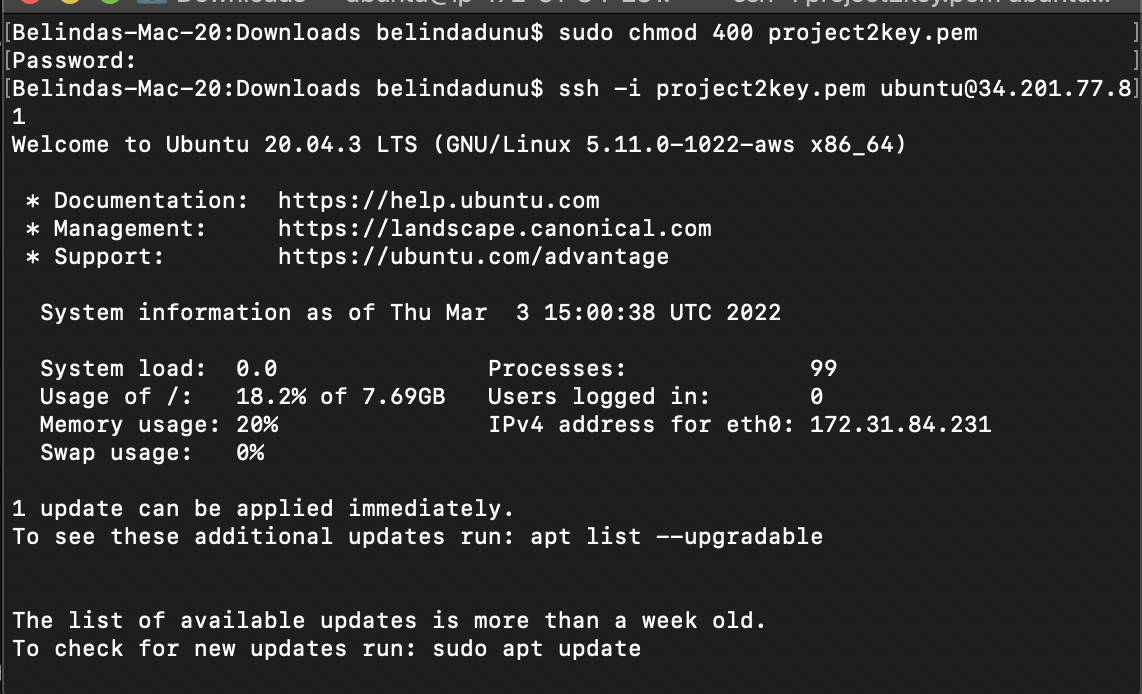 [Belindas-Mac-20:Downloads belindadunu$ sudo chmod 400 project2key.pem ]
[Password: ]
[Belindas-Mac-20:Downloads belindadunu$ ssh -i project2key.pem ubuntu@34.201.77.8]
1
Welcome to Ubuntu 20.04.3 LTS (GNU/Linux 5.11.0-1022-aws x86_64)
* Documentation: https://help.ubuntu.com
* Management: https://landscape.canonical.com
* Support: https://ubuntu.com/advantage
System information as of Thu Mar 3 15:00:38 UTC 2022
System load: 0.0 Processes: 99
Usage of /: 18.2% of 7.69GB Users logged in: 0
Memory usage: 20% IPv4 address for eth0: 172.31.84.231
Swap usage: 0%
1 update can be applied immediately.
To see these additional updates run: apt list --upgradable
The list of available updates is more than a week old.
To check for new updates run: sudo apt update